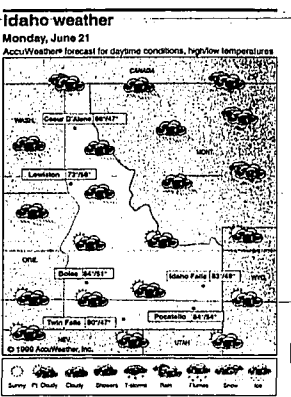 Idaho weather
Monday, June 21
AccuWeather® forecast for daytime conditions, high/low temperatures
CANADA
WASH.
Coeur D'Alene 66°/47°
MONT.
Lewiston 73°/56°
ORE.
Boise 84°/51°
Idaho Falls 83°/48°
WYO.
Pocatello 84°/54°
Twin Falls 80°/47°
NEV.
UTAH
© 1999 AccuWeather, Inc.
Sunny Pt. Cloudy Cloudy Showers T-storms Rain Flurries Snow Ice